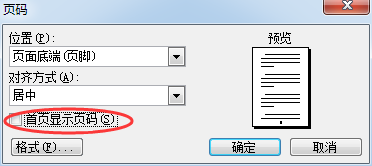 页码
位置(P):
预览
页面底端(页脚)
对齐方式(A):
居中
首页显示页码(S)
格式(F)...
确定
取消